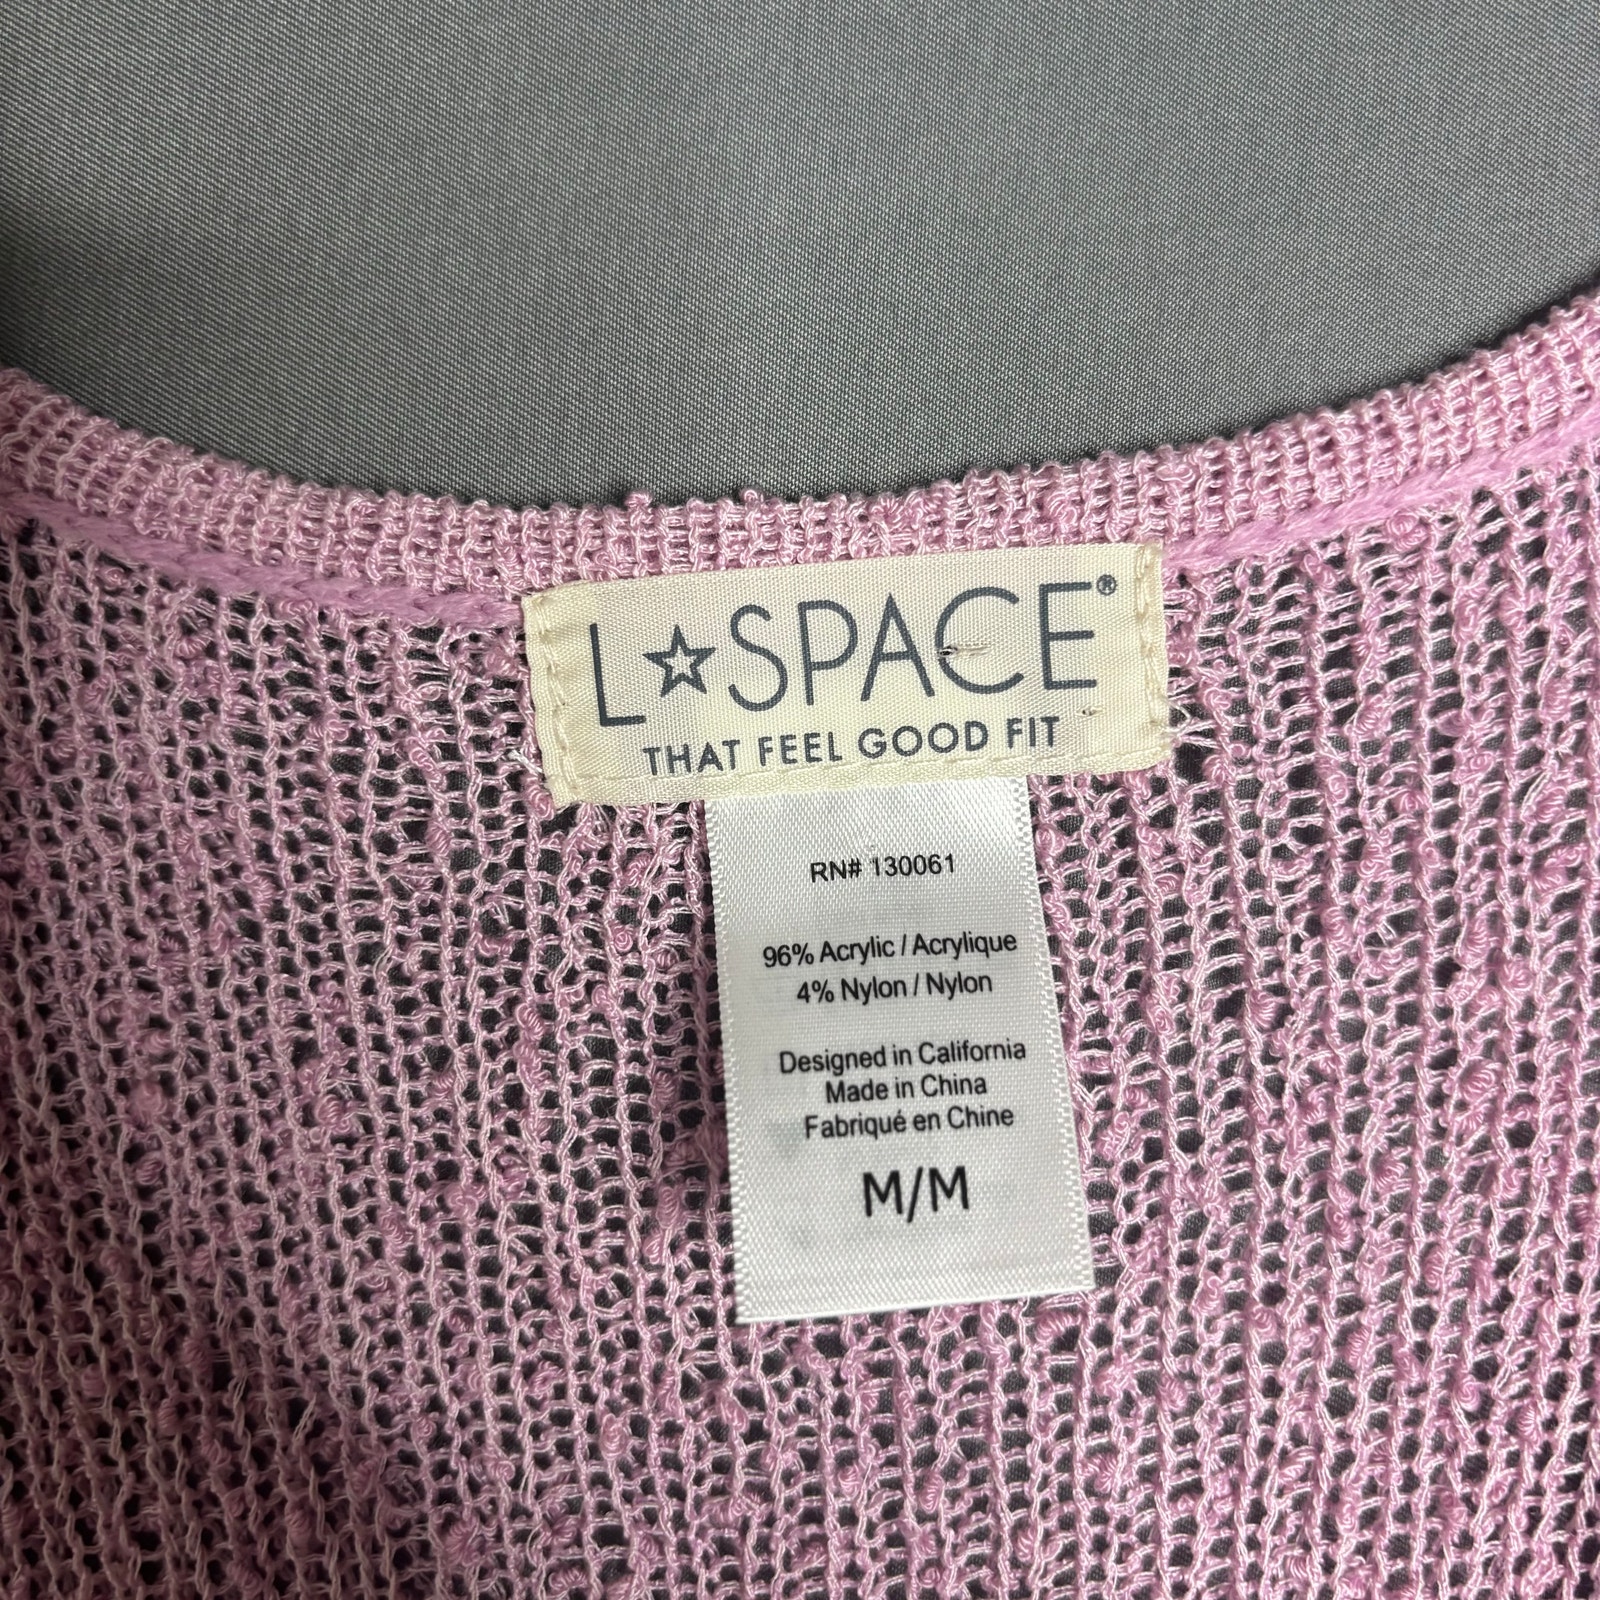 L☆SPACE®
THAT FEEL GOOD FIT
RN# 130061
96% Acrylic / Acrylique
4% Nylon / Nylon
Designed in California
Made in China
Fabriqué en Chine
M/M